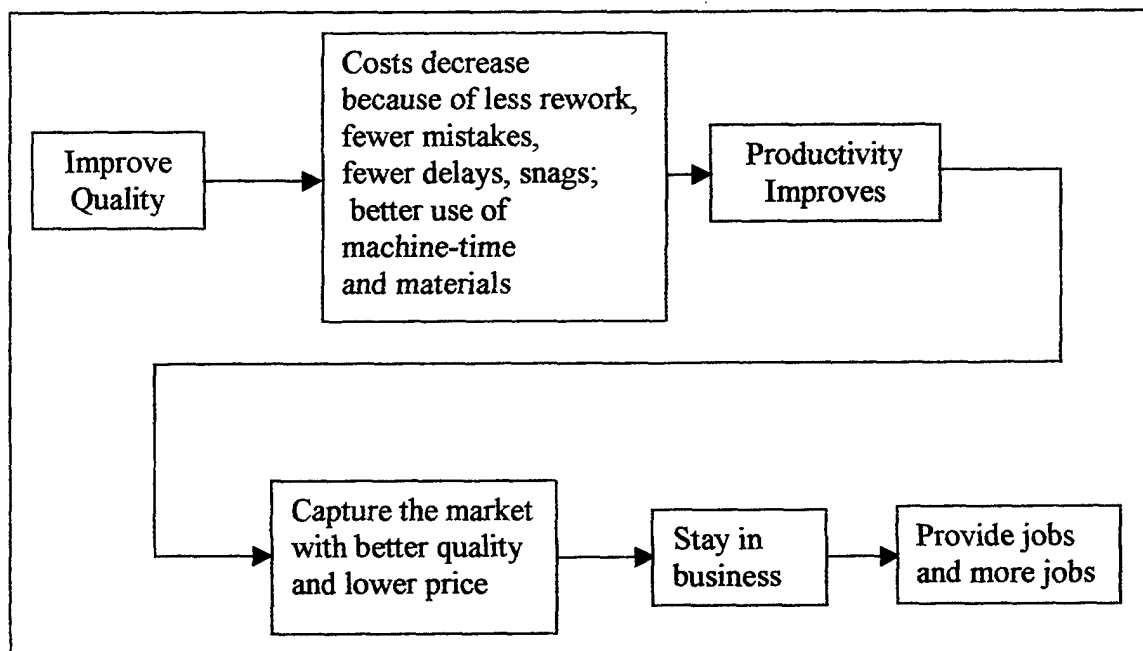 Improve
Quality
Costs decrease
because of less rework,
fewer mistakes,
fewer delays, snags;
better use of
machine-time
and materials
Productivity
Improves
Capture the market
with better quality
and lower price
Stay in
business
Provide jobs
and more jobs